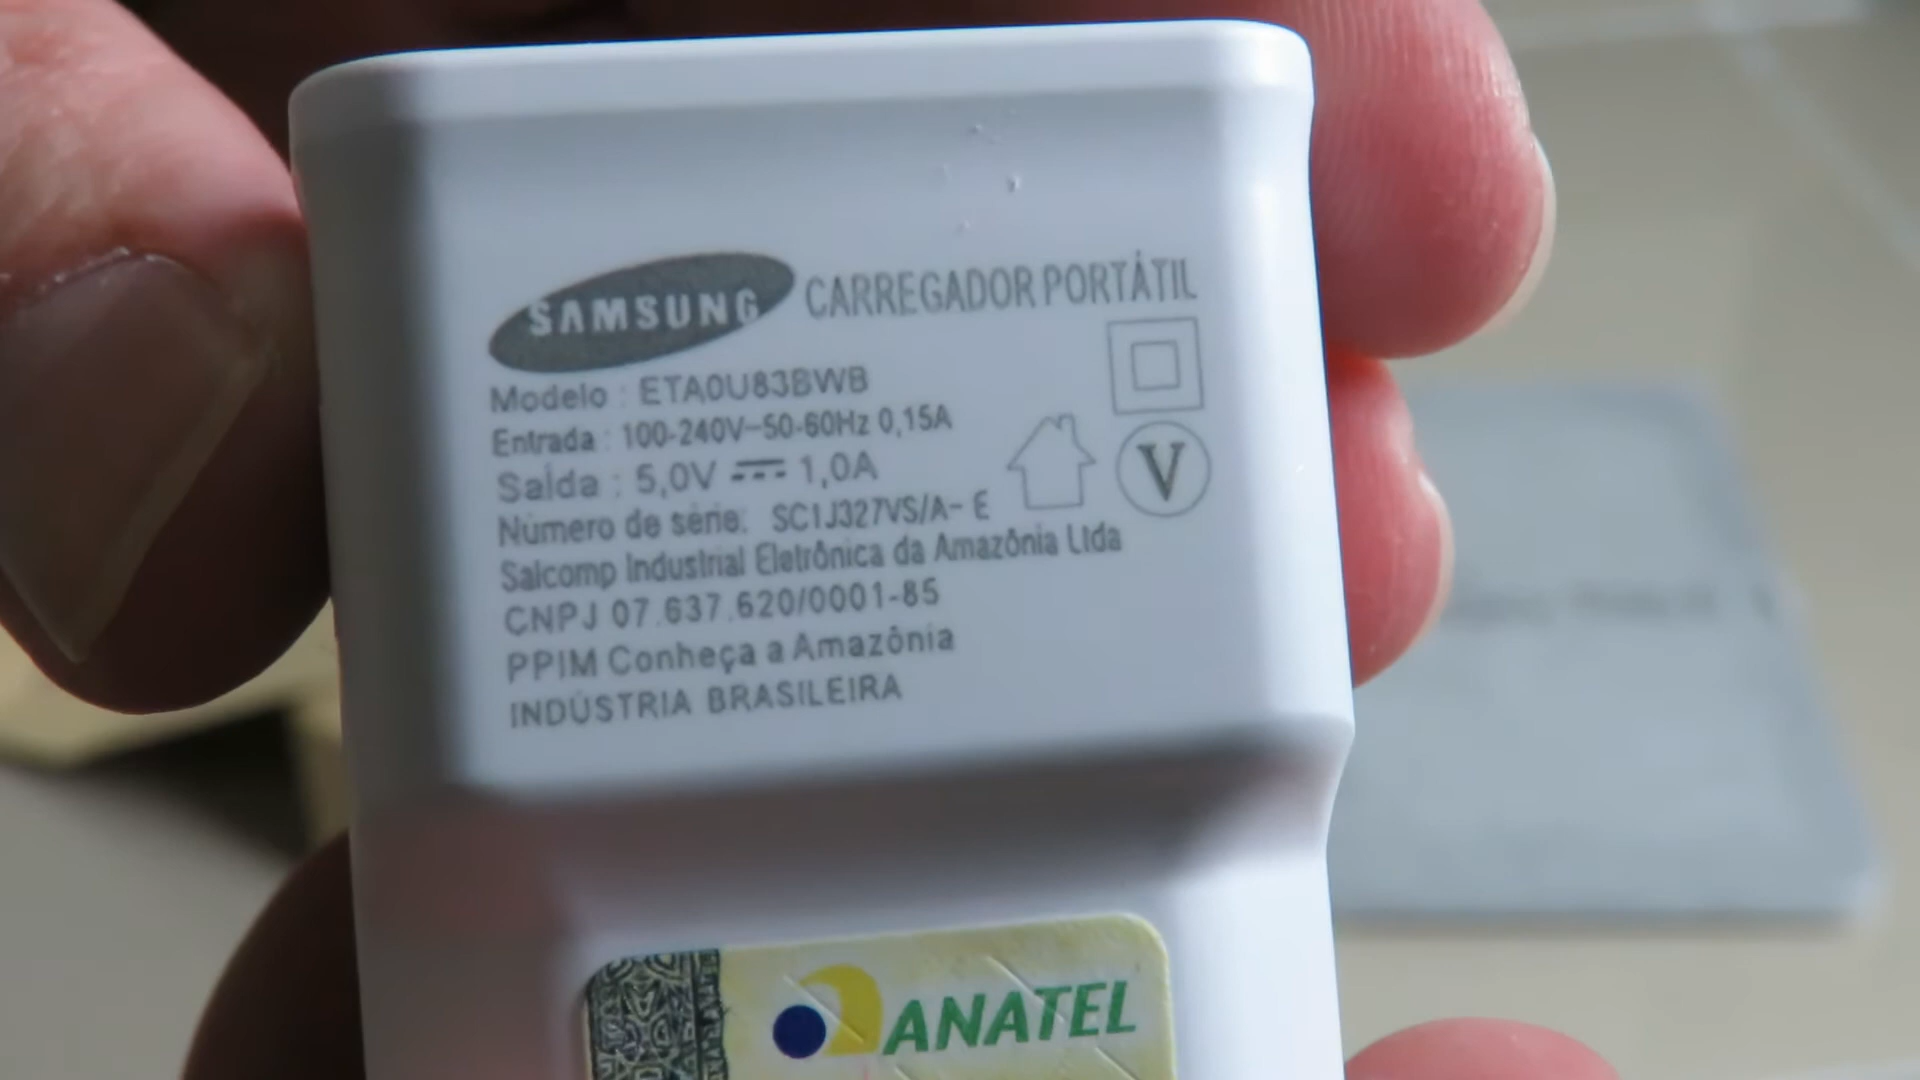 SAMSUNG CARREGADOR PORTÁTIL
Modelo : ETA0U83BWB
Entrada : 100-240V~50-60Hz 0,15A
Saída : 5,0V 1,0A
Número de série: SC1J327VS/A- E
V
Salcomp Industrial Eletrônica da Amazônia Ltda
CNPJ 07.637.620/0001-85
PPIM Conheça a Amazônia
INDÚSTRIA BRASILEIRA
ANATEL